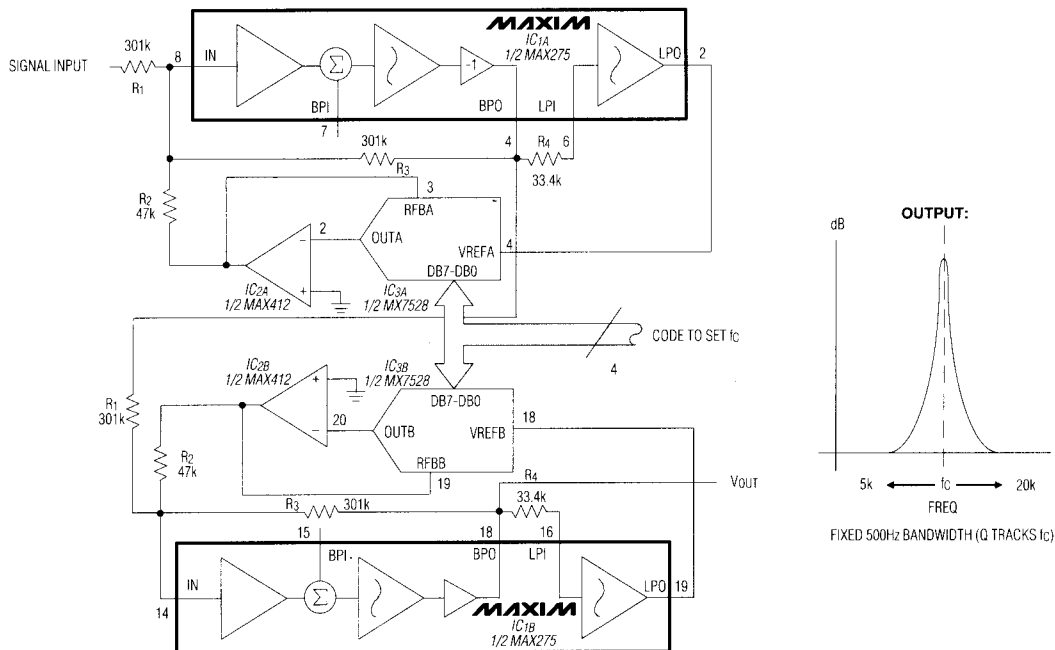 MAXIM
IC1A
1/2 MAX275
301k
SIGNAL INPUT
R1
8
IN
Σ
-1
LPO
2
BPI
7
BPO
LPI
301k
R3
4
R4
6
33.4k
R2
47k
3
RFBA
2
OUTA
VREFA
4
DB7-DB0
IC2A
1/2 MAX412
IC3A
1/2 MX7528
CODE TO SET fC
4
IC2B
1/2 MAX412
IC3B
1/2 MX7528
DB7-DB0
R1
301k
20
OUTB
VREFB
18
R2
47k
RFBB
19
R4
VOUT
R3
301k
33.4k
15
18
16
BPI
BPO
LPI
IN
14
Σ
LPO
19
MAXIM
IC1B
1/2 MAX275
OUTPUT:
dB
5k
fC
20k
FREQ
FIXED 500Hz BANDWIDTH (Q TRACKS fC)